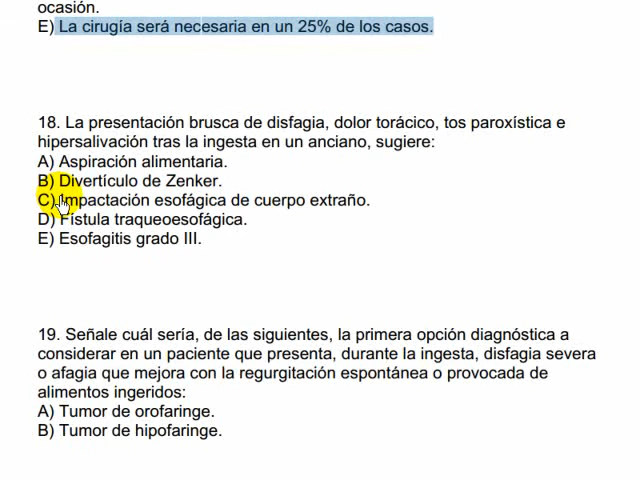 ocasión.
E) La cirugía será necesaria en un 25% de los casos.
18. La presentación brusca de disfagia, dolor torácico, tos paroxística e
hipersalivación tras la ingesta en un anciano, sugiere:
A) Aspiración alimentaria.
B) Divertículo de Zenker.
C) Impactación esofágica de cuerpo extraño.
D) Fístula traqueoesofágica.
E) Esofagitis grado III.
19. Señale cuál sería, de las siguientes, la primera opción diagnóstica a
considerar en un paciente que presenta, durante la ingesta, disfagia severa
o afagia que mejora con la regurgitación espontánea o provocada de
alimentos ingeridos:
A) Tumor de orofaringe.
B) Tumor de hipofaringe.